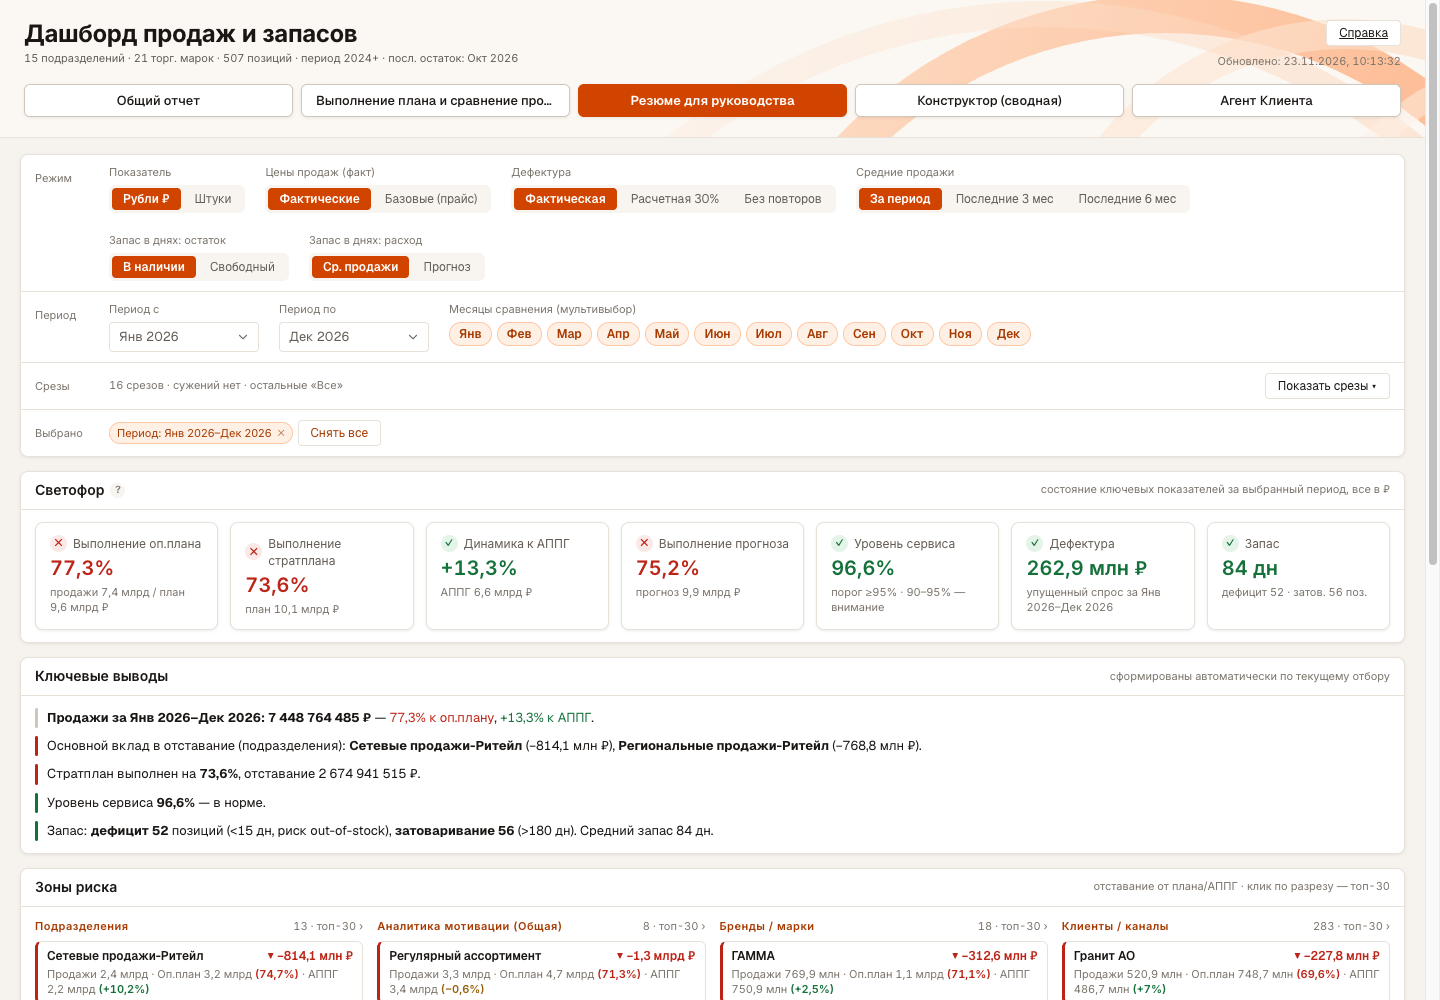 Дашборд продаж и запасов
15 подразделений · 21 торг. марок · 507 позиций · период 2024+ · посл. остаток: Окт 2026
Справка
Обновлено: 23.11.2026, 10:13:32
Общий отчет
Выполнение плана и сравнение про...
Резюме для руководства
Конструктор (сводная)
Агент Клиента
Режим
Показатель
Рубли ₽ Штуки
Цены продаж (факт)
Фактические Базовые (прайс)
Дефектура
Фактическая Расчетная 30% Без повторов
Средние продажи
За период Последние 3 мес Последние 6 мес
Запас в днях: остаток
В наличии Свободный
Запас в днях: расход
Ср. продажи Прогноз
Период
Период с
Янв 2026
Период по
Дек 2026
Месяцы сравнения (мультивыбор)
Янв Фев Мар Апр Май Июн Июл Авг Сен Окт Ноя Дек
Срезы
16 срезов · сужений нет · остальные «Все»
Показать срезы ▾
Выбрано
Период: Янв 2026–Дек 2026 ×
Снять все
Светофор ?
состояние ключевых показателей за выбранный период, все в ₽
Выполнение оп.плана
77,3%
продажи 7,4 млрд / план
9,6 млрд ₽
Выполнение
стратплана
73,6%
план 10,1 млрд ₽
Динамика к АППГ
+13,3%
АППГ 6,6 млрд ₽
Выполнение прогноза
75,2%
прогноз 9,9 млрд ₽
Уровень сервиса
96,6%
порог ≥95% · 90–95% —
внимание
Дефектура
262,9 млн ₽
упущенный спрос за Янв
2026–Дек 2026
Запас
84 дн
дефицит 52 · затов. 56 поз.
Ключевые выводы
сформированы автоматически по текущему отбору
Продажи за Янв 2026–Дек 2026: 7 448 764 485 ₽ — 77,3% к оп.плану, +13,3% к АППГ.
Основной вклад в отставание (подразделения): Сетевые продажи-Ритейл (−814,1 млн ₽), Региональные продажи-Ритейл (−768,8 млн ₽).
Стратплан выполнен на 73,6%, отставание 2 674 941 515 ₽.
Уровень сервиса 96,6% — в норме.
Запас: дефицит 52 позиций (<15 дн, риск out-of-stock), затоваривание 56 (>180 дн). Средний запас 84 дн.
Зоны риска
отставание от плана/АППГ · клик по разрезу — топ-30
Подразделения
13 · топ-30 ›
Сетевые продажи-Ритейл
▼ −814,1 млн ₽
Продажи 2,4 млрд · Оп.план 3,2 млрд (74,7%) · АППГ
2,2 млрд (+10,2%)
Аналитика мотивации (Общая)
8 · топ-30 ›
Регулярный ассортимент
▼ −1,3 млрд ₽
Продажи 3,3 млрд · Оп.план 4,7 млрд (71,3%) · АППГ
3,4 млрд (−0,6%)
Бренды / марки
18 · топ-30 ›
ГАММА
▼ −312,6 млн ₽
Продажи 769,9 млн · Оп.план 1,1 млрд (71,1%) · АППГ
750,9 млн (+2,5%)
Клиенты / каналы
283 · топ-30 ›
Гранит АО
▼ −227,8 млн ₽
Продажи 520,9 млн · Оп.план 748,7 млн (69,6%) · АППГ
486,7 млн (+7%)